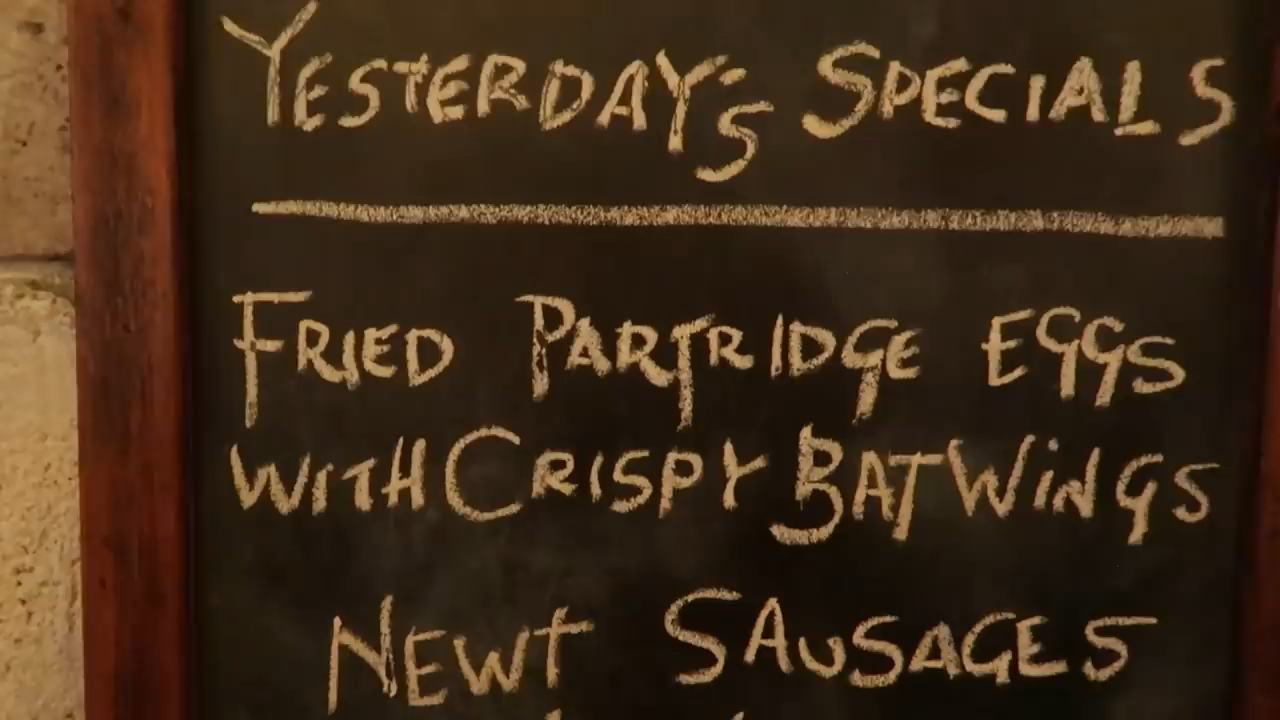 YESTERDAY'S SPECIALS
FRIED PARTRIDGE EGGS
WITH CRISPY BAT WiNGS
NEWT SAUSAGES